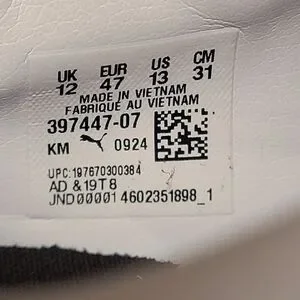 UK EUR US CM
12 47 13 31
MADE IN VIETNAM
FABRIQUÉ AU VIETNAM
397447-07
KM 0924
UPC:197670300384
AD &19T8
JND00001 4602351898_1